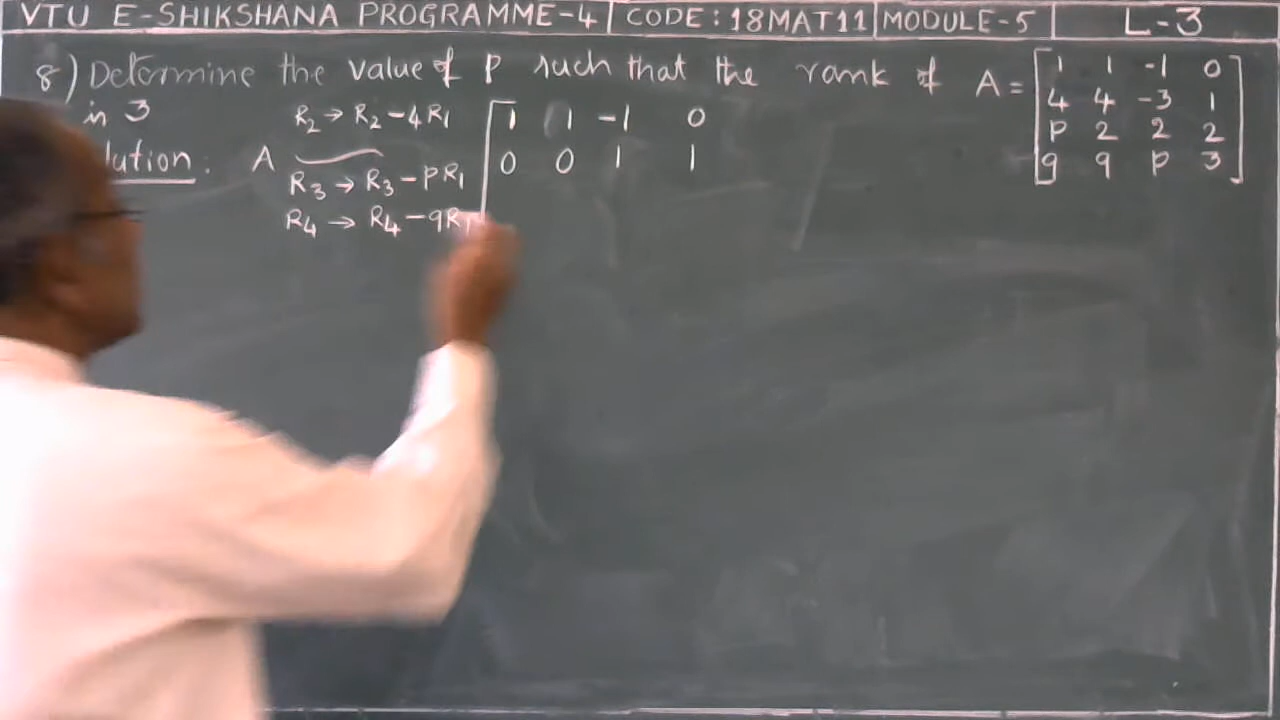 VTU E-SHIKSHANA PROGRAMME-4 CODE:18MAT11 MODULE-5 L-3
8) Determine the value of P such that the rank of A = [1 1 -1 0
4 4 -3 1
P 2 2 2
9 9 P 3]
in 3
R2 → R2-4R1 [1 1 -1 0
lution: A ~ 0 0 1 1
R3 → R3-PR1
R4 → R4-9R1